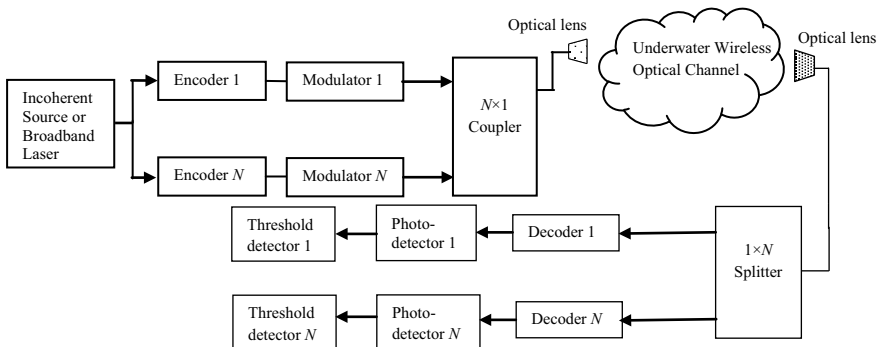 Optical lens
Underwater Wireless
Optical Channel
Optical lens
Incoherent
Source or
Broadband
Laser
Encoder 1
Modulator 1
N×1
Coupler
Encoder N
Modulator N
Threshold
detector 1
Photo-
detector 1
Decoder 1
1×N
Splitter
Threshold
detector N
Photo-
detector N
Decoder N